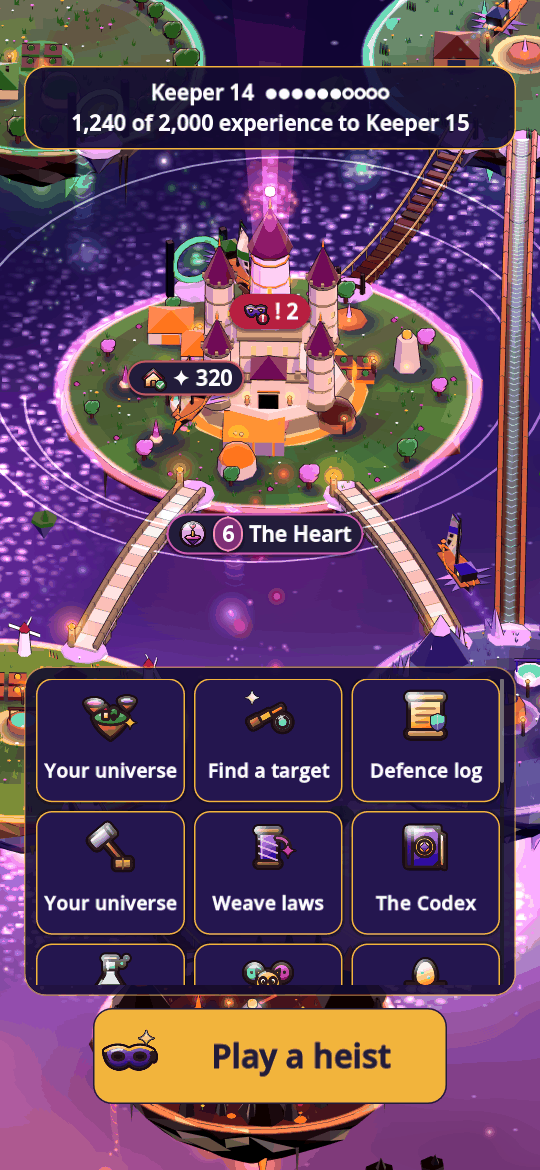 Keeper 14
1,240 of 2,000 experience to Keeper 15
! 2
320
6 The Heart
Your universe
Find a target
Defence log
Your universe
Weave laws
The Codex
Play a heist